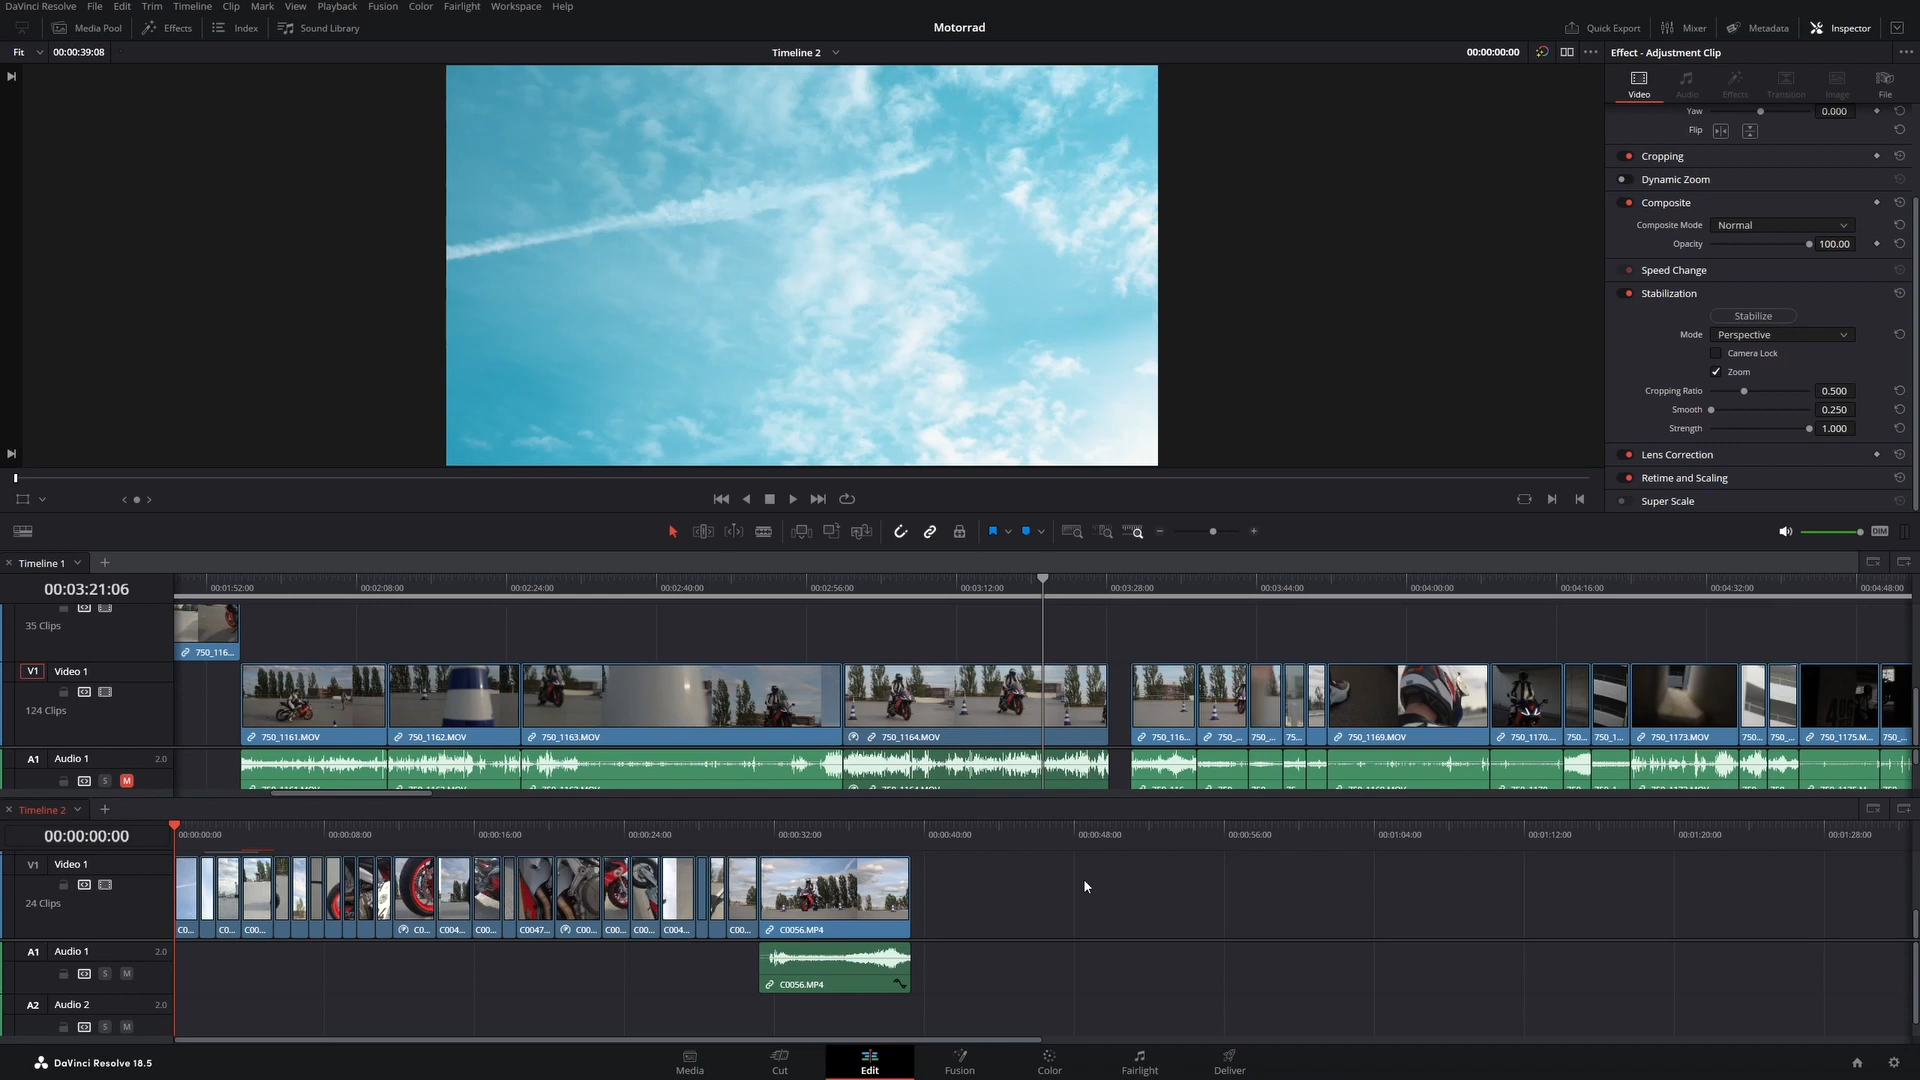 DaVinci Resolve File Edit Trim Timeline Clip Mark View Playback Fusion Color Fairlight Workspace Help
Media Pool Effects Index Sound Library Motorrad Quick Export Mixer Metadata Inspector
Fit 00:00:39:08 Timeline 2 00:00:00:00 Effect - Adjustment Clip
Video Audio Effects Transition Image File
Yaw 0.000
Flip
Cropping
Dynamic Zoom
Composite
Composite Mode Normal
Opacity 100.00
Speed Change
Stabilization
Stabilize
Mode Perspective
Camera Lock
Zoom
Cropping Ratio 0.500
Smooth 0.250
Strength 1.000
Lens Correction
Retime and Scaling
Super Scale
DIM
Timeline 1
00:03:21:06 00:01:52:00 00:02:08:00 00:02:24:00 00:02:40:00 00:02:56:00 00:03:12:00 00:03:28:00 00:03:44:00 00:04:00:00 00:04:16:00 00:04:32:00 00:04:48:00
35 Clips
750_116...
V1 Video 1
124 Clips
750_1161.MOV 750_1162.MOV 750_1163.MOV 750_1164.MOV 750_116... 750_... 750_... 75... 750_1169.MOV 750_1170.... 750... 750_1... 750_1173.MOV 750... 750... 750_1175.M... 750_...
A1 Audio 1 2.0
S M
Timeline 2
00:00:00:00 00:00:00:00 00:00:08:00 00:00:16:00 00:00:24:00 00:00:32:00 00:00:40:00 00:00:48:00 00:00:56:00 00:01:04:00 00:01:12:00 00:01:20:00 00:01:28:00
V1 Video 1
24 Clips
C0... C0... C00... C0... C004... C00... C0047... C00... C00... C00... C004... C00... C0056.MP4
A1 Audio 1 2.0
S M
C0056.MP4
A2 Audio 2 2.0
S M
DaVinci Resolve 18.5 Media Cut Edit Fusion Color Fairlight Deliver